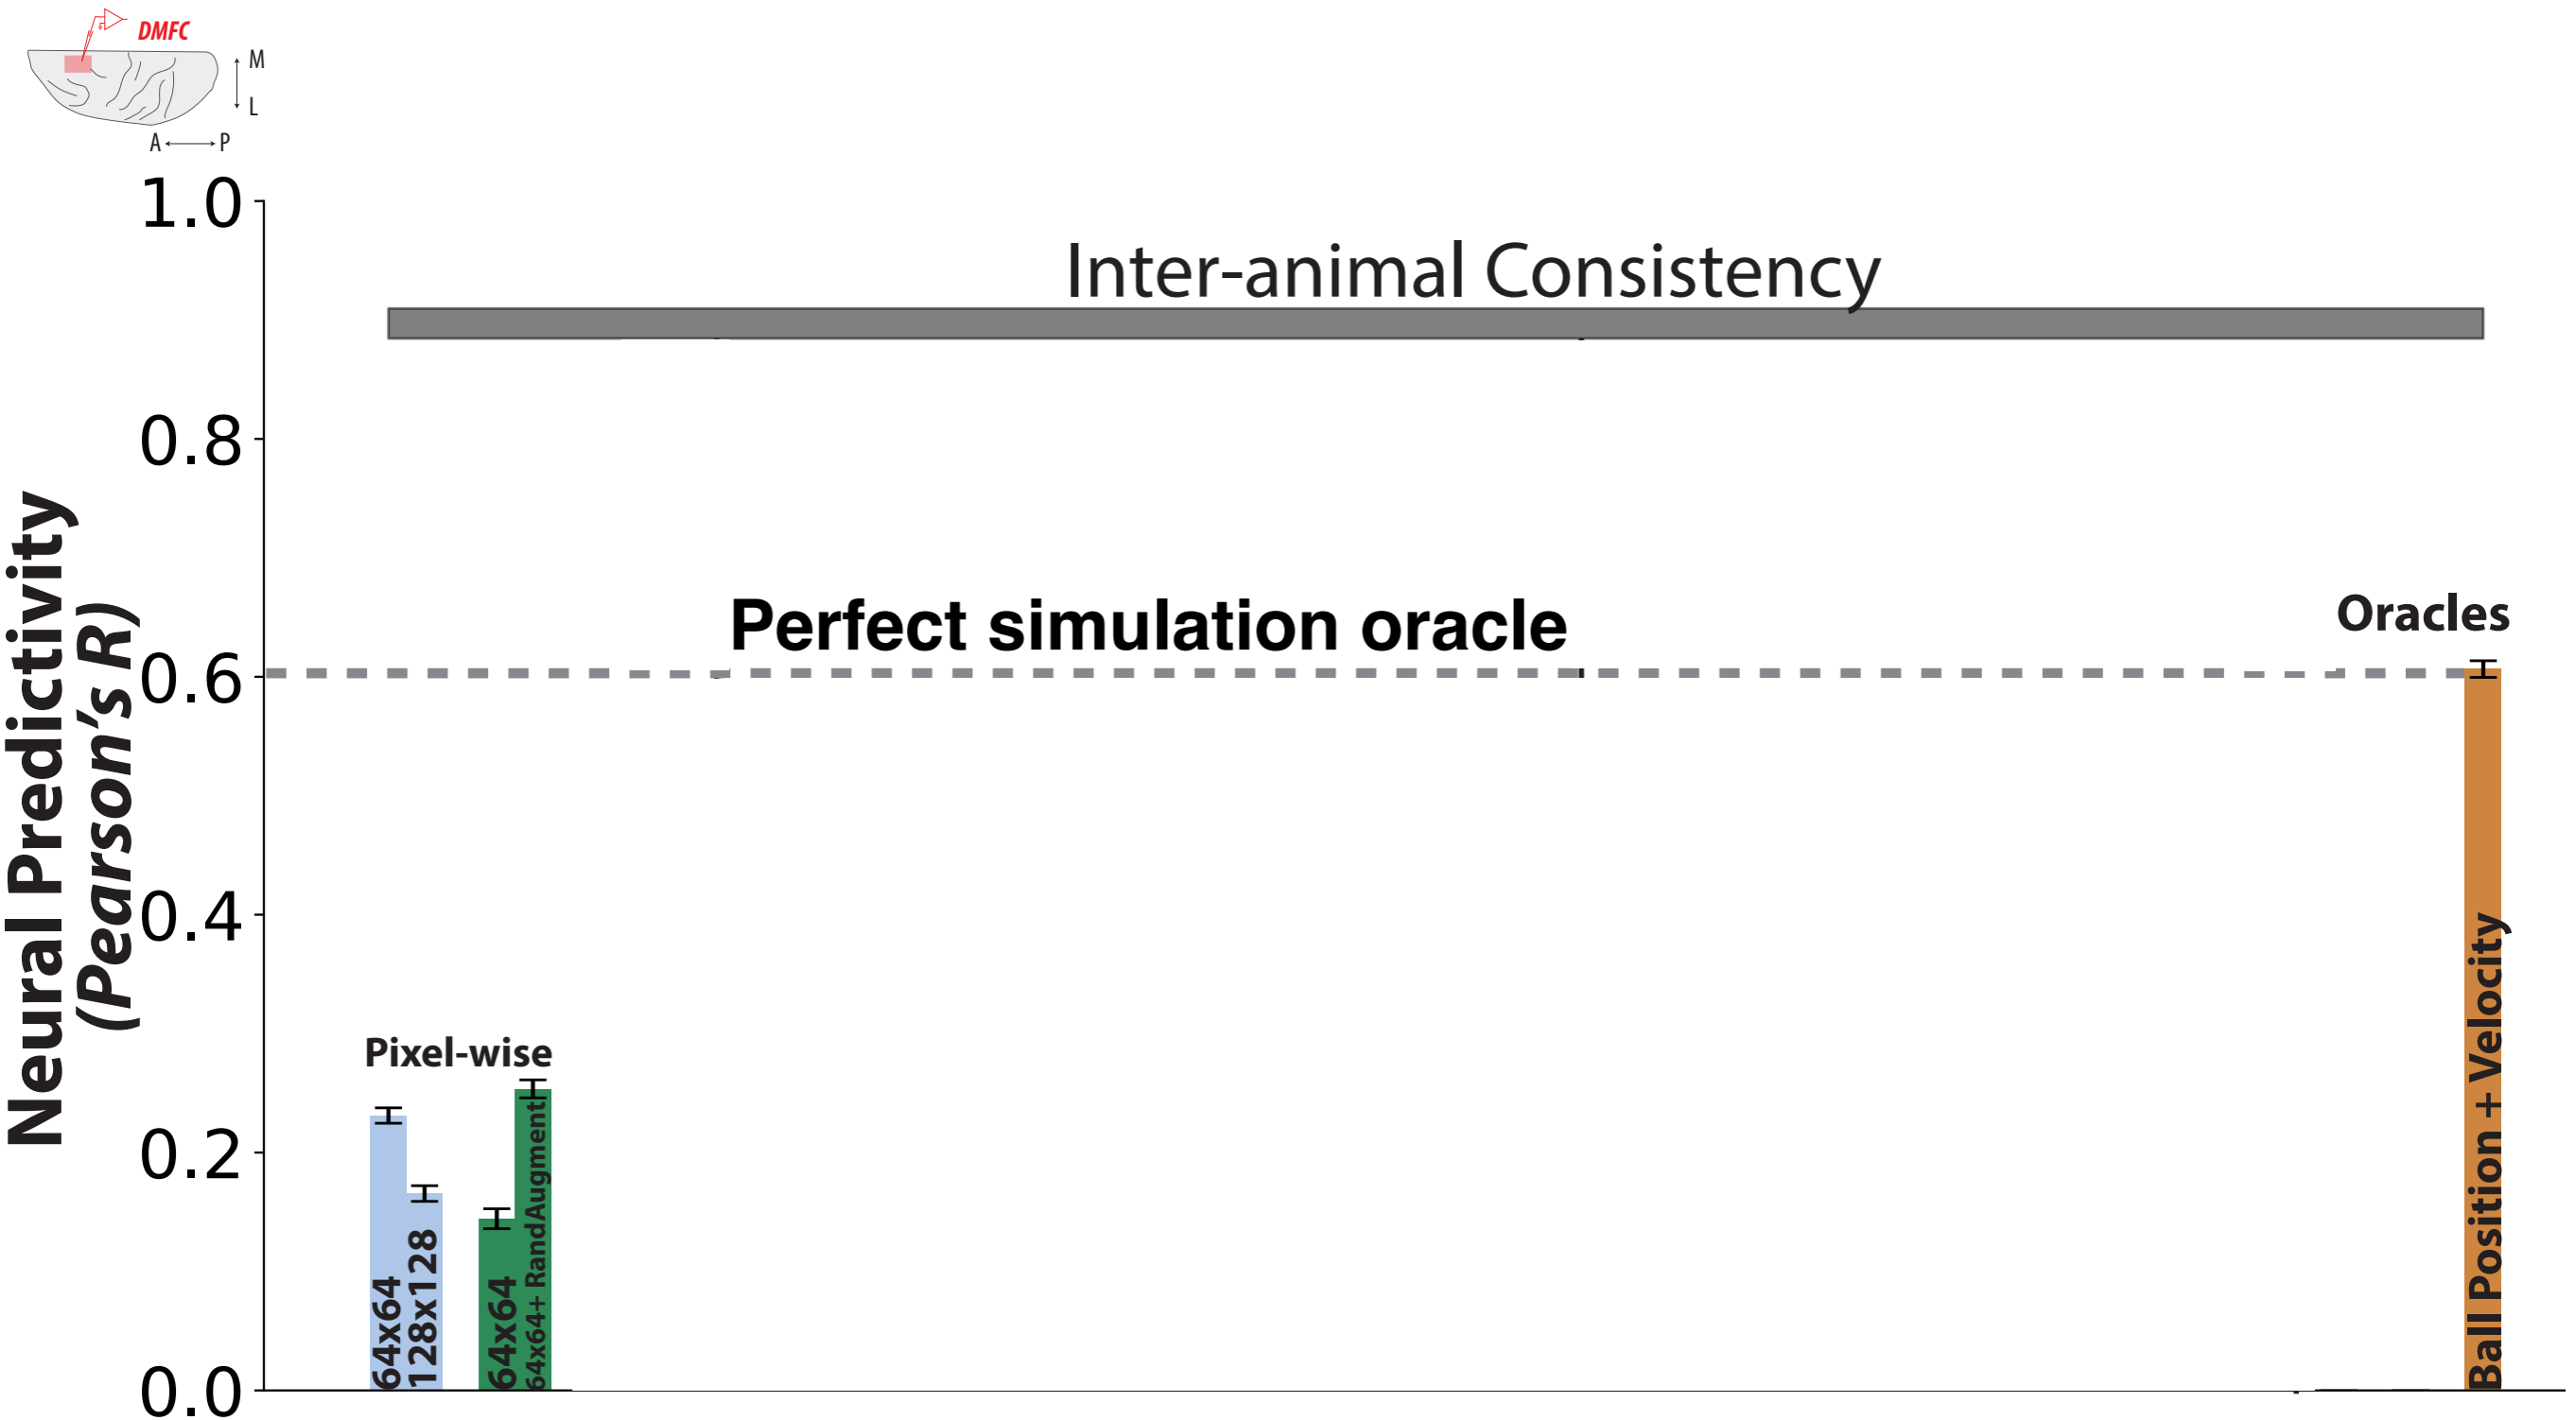 DMFC
M
L
A
P
1.0
0.8
0.6
0.4
0.2
0.0
Neural Predictivity
(Pearson's R)
Inter-animal Consistency
Perfect simulation oracle
Oracles
Pixel-wise
64x64
128x128
64x64
64x64+ RandAugment
Ball Position + Velocity